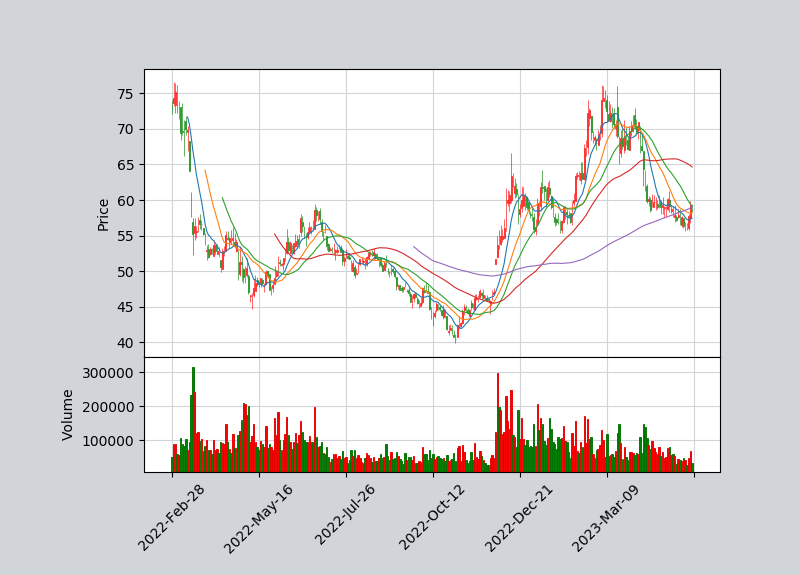 75
70
65
60
55
50
45
40
Price
300000
200000
100000
Volume
2022-Feb-28
2022-May-16
2022-Jul-26
2022-Oct-12
2022-Dec-21
2023-Mar-09